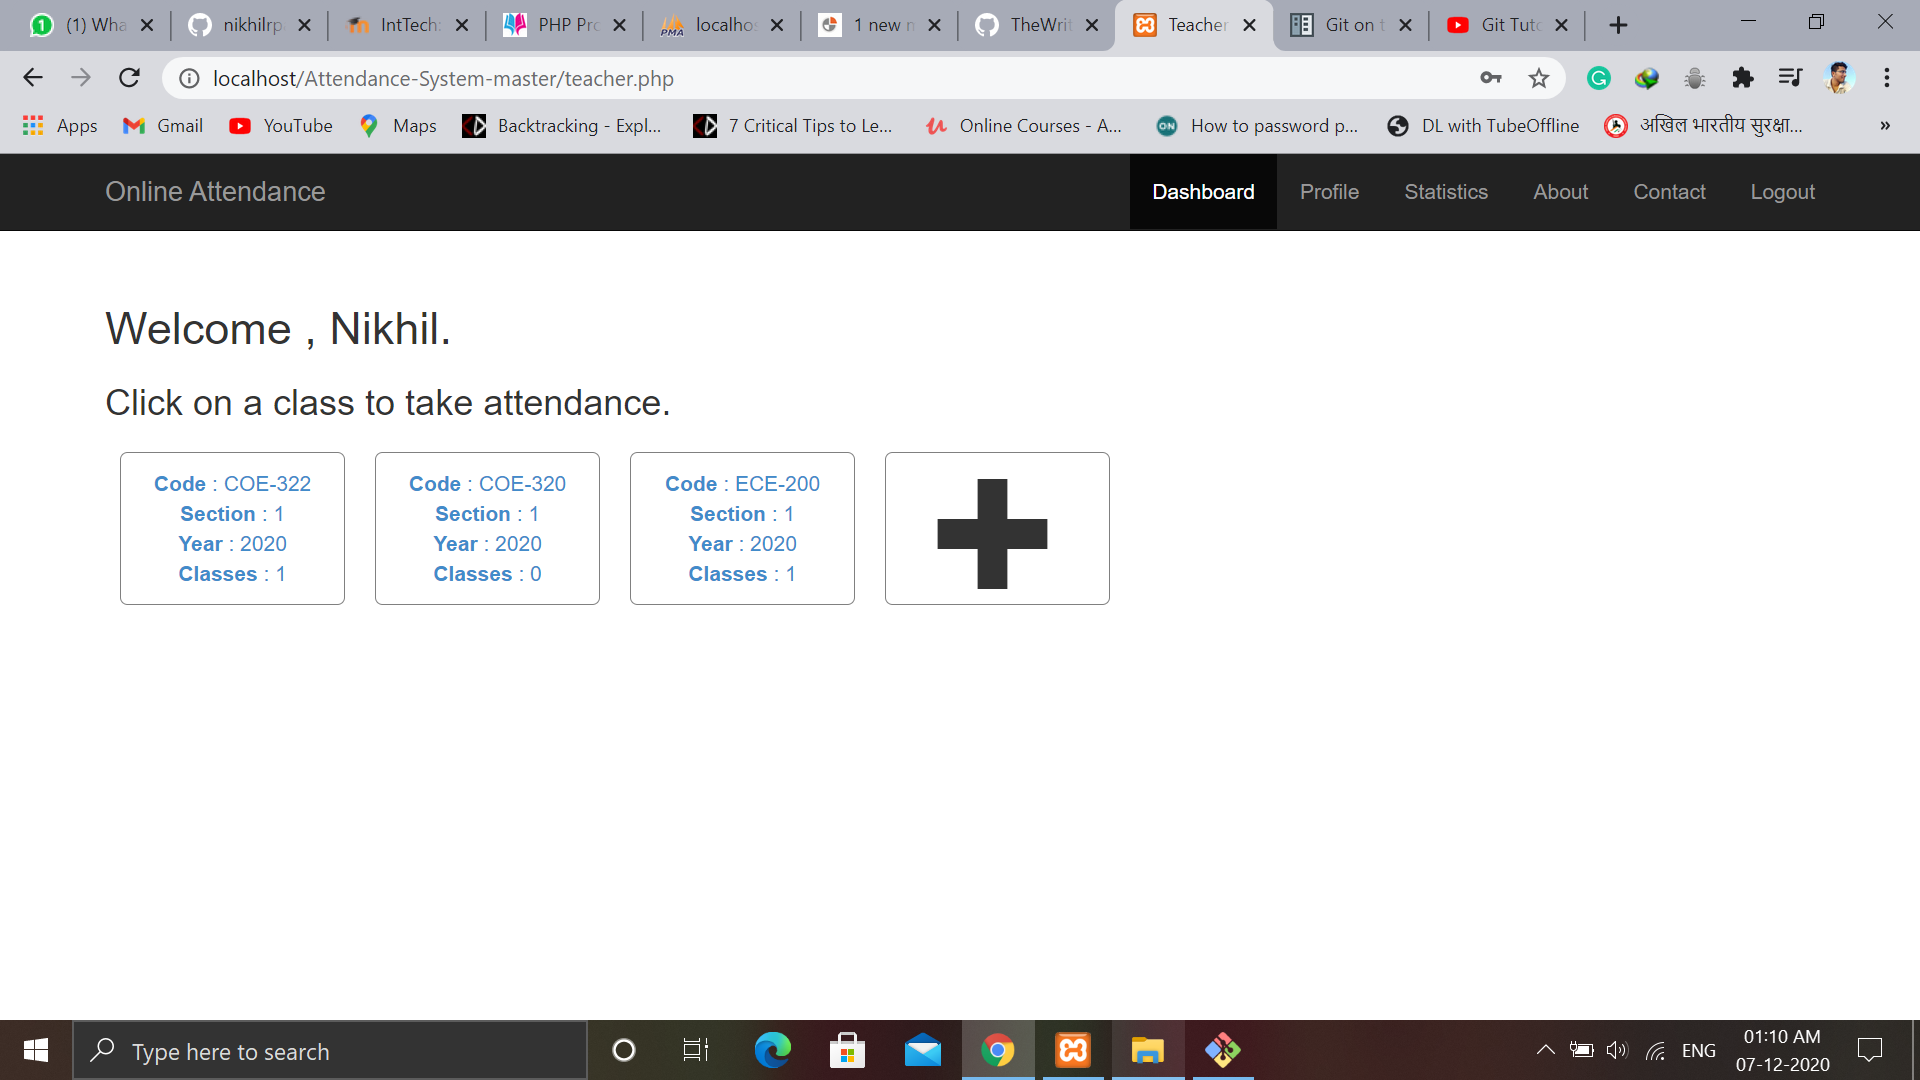 (1) Wha
nikhilrp
IntTech:
PHP Pro
localhos
1 new n
TheWrit
Teacher
Git on t
Git Tuto
localhost/Attendance-System-master/teacher.php
Apps
Gmail
YouTube
Maps
Backtracking - Expl...
7 Critical Tips to Le...
Online Courses - A...
How to password p...
DL with TubeOffline
अखिल भारतीय सुरक्षा...
»
Online Attendance
Dashboard
Profile
Statistics
About
Contact
Logout
Welcome , Nikhil.
Click on a class to take attendance.
Code : COE-322
Section : 1
Year : 2020
Classes : 1
Code : COE-320
Section : 1
Year : 2020
Classes : 0
Code : ECE-200
Section : 1
Year : 2020
Classes : 1
Type here to search
ENG
01:10 AM
07-12-2020